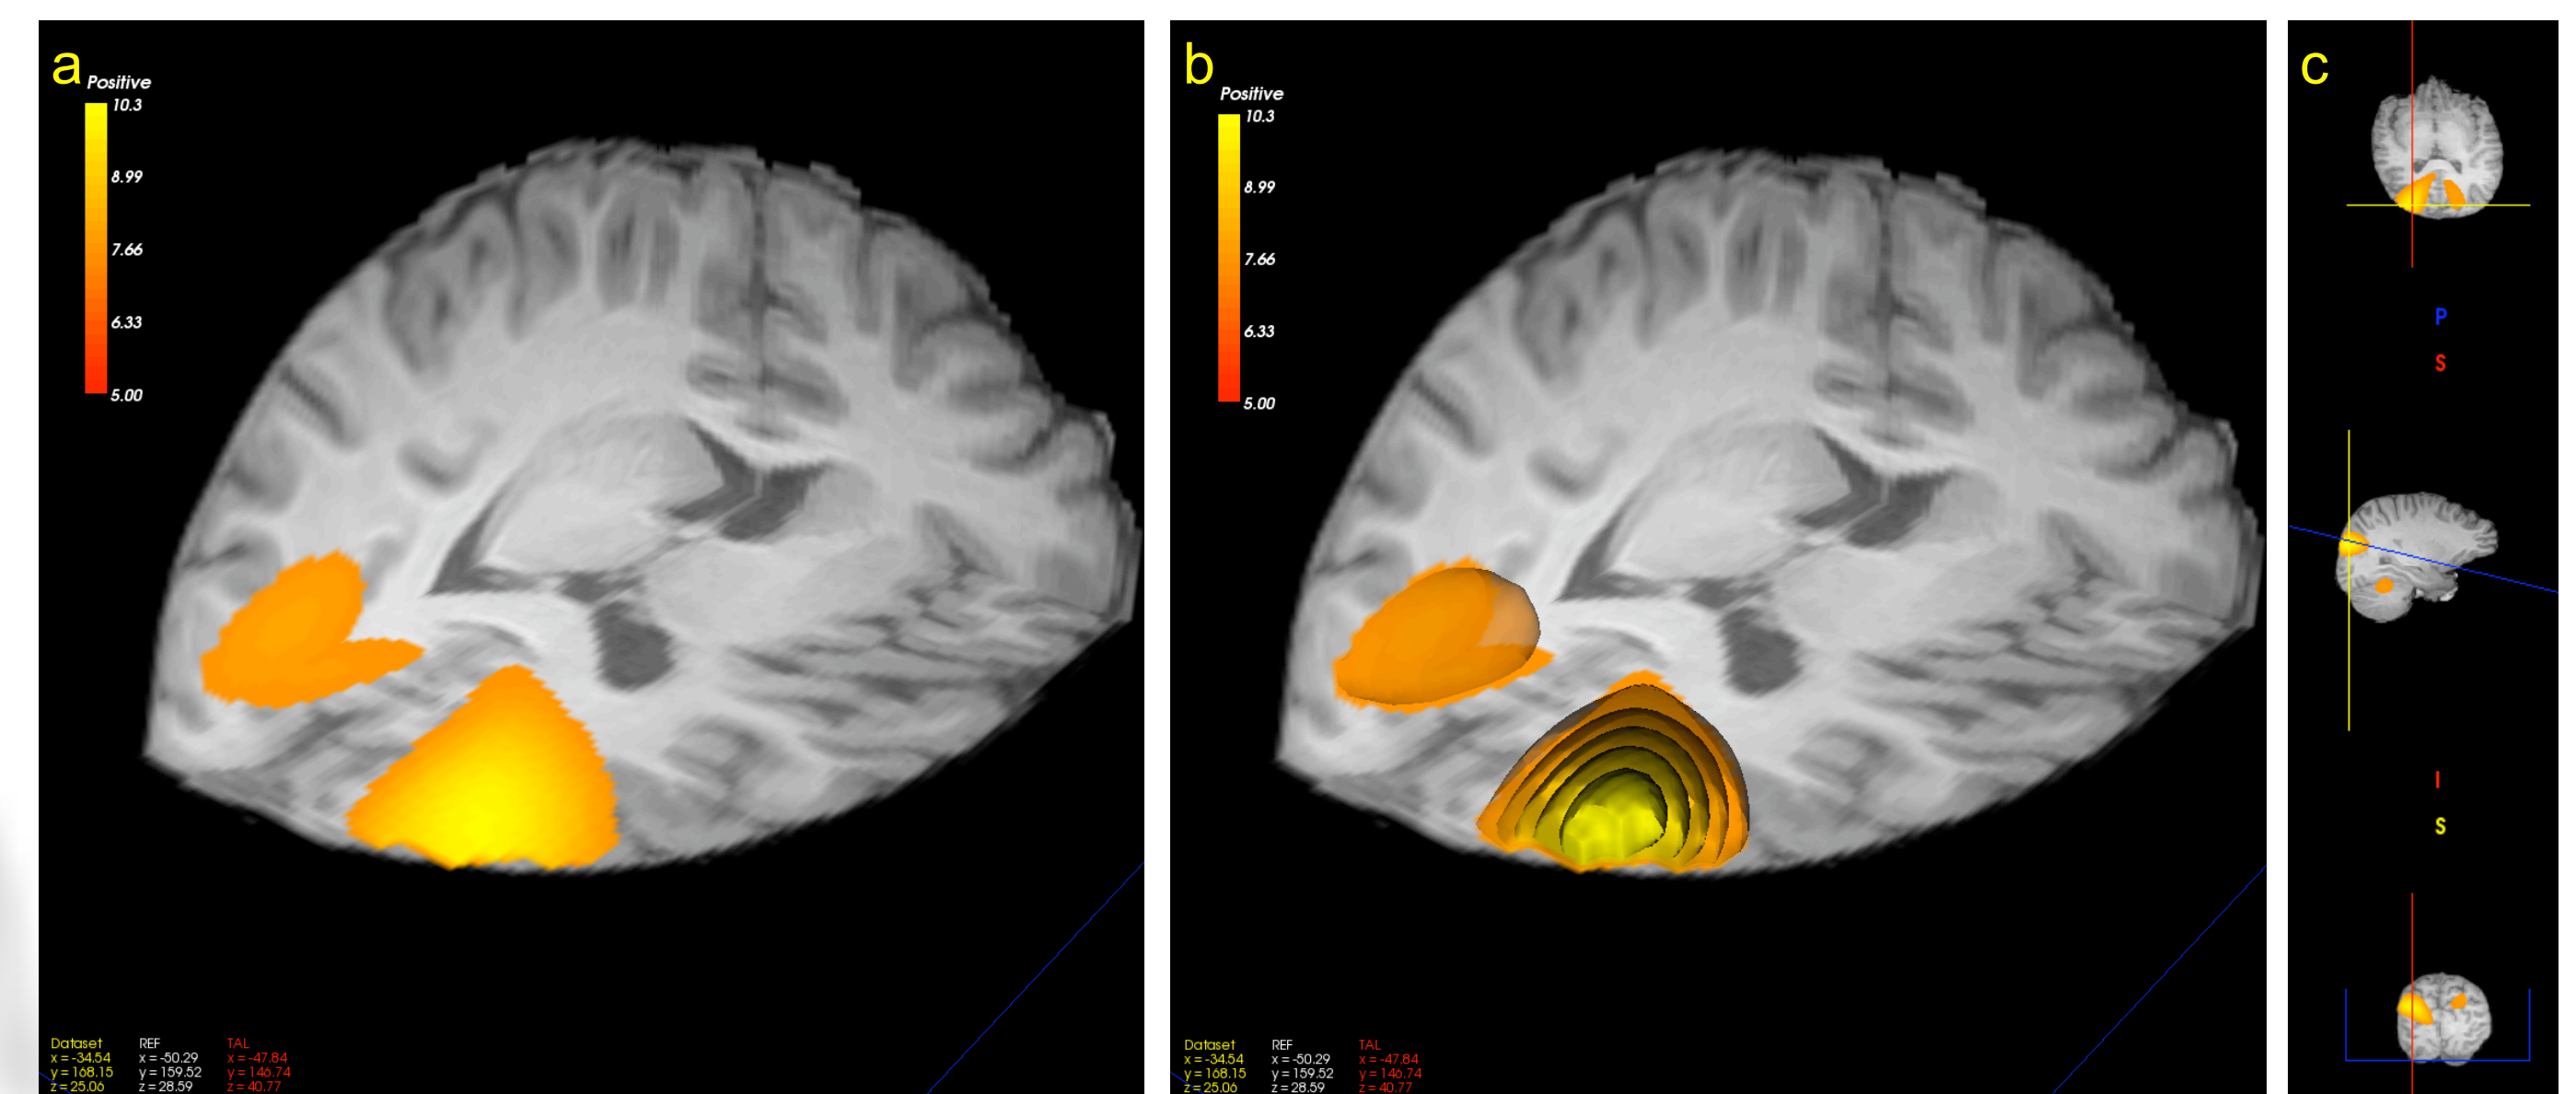 a
Positive
10.3
8.99
7.66
6.33
5.00
Dataset REF TAL
x = -34.54 x = -50.29 x = -47.84
y = 168.15 y = 159.52 y = 146.74
z = 25.06 z = 28.59 z = 40.77
b
Positive
10.3
8.99
7.66
6.33
5.00
Dataset REF TAL
x = -34.54 x = -50.29 x = -47.84
y = 168.15 y = 159.52 y = 146.74
z = 25.06 z = 28.59 z = 40.77
c
P
S
I
S